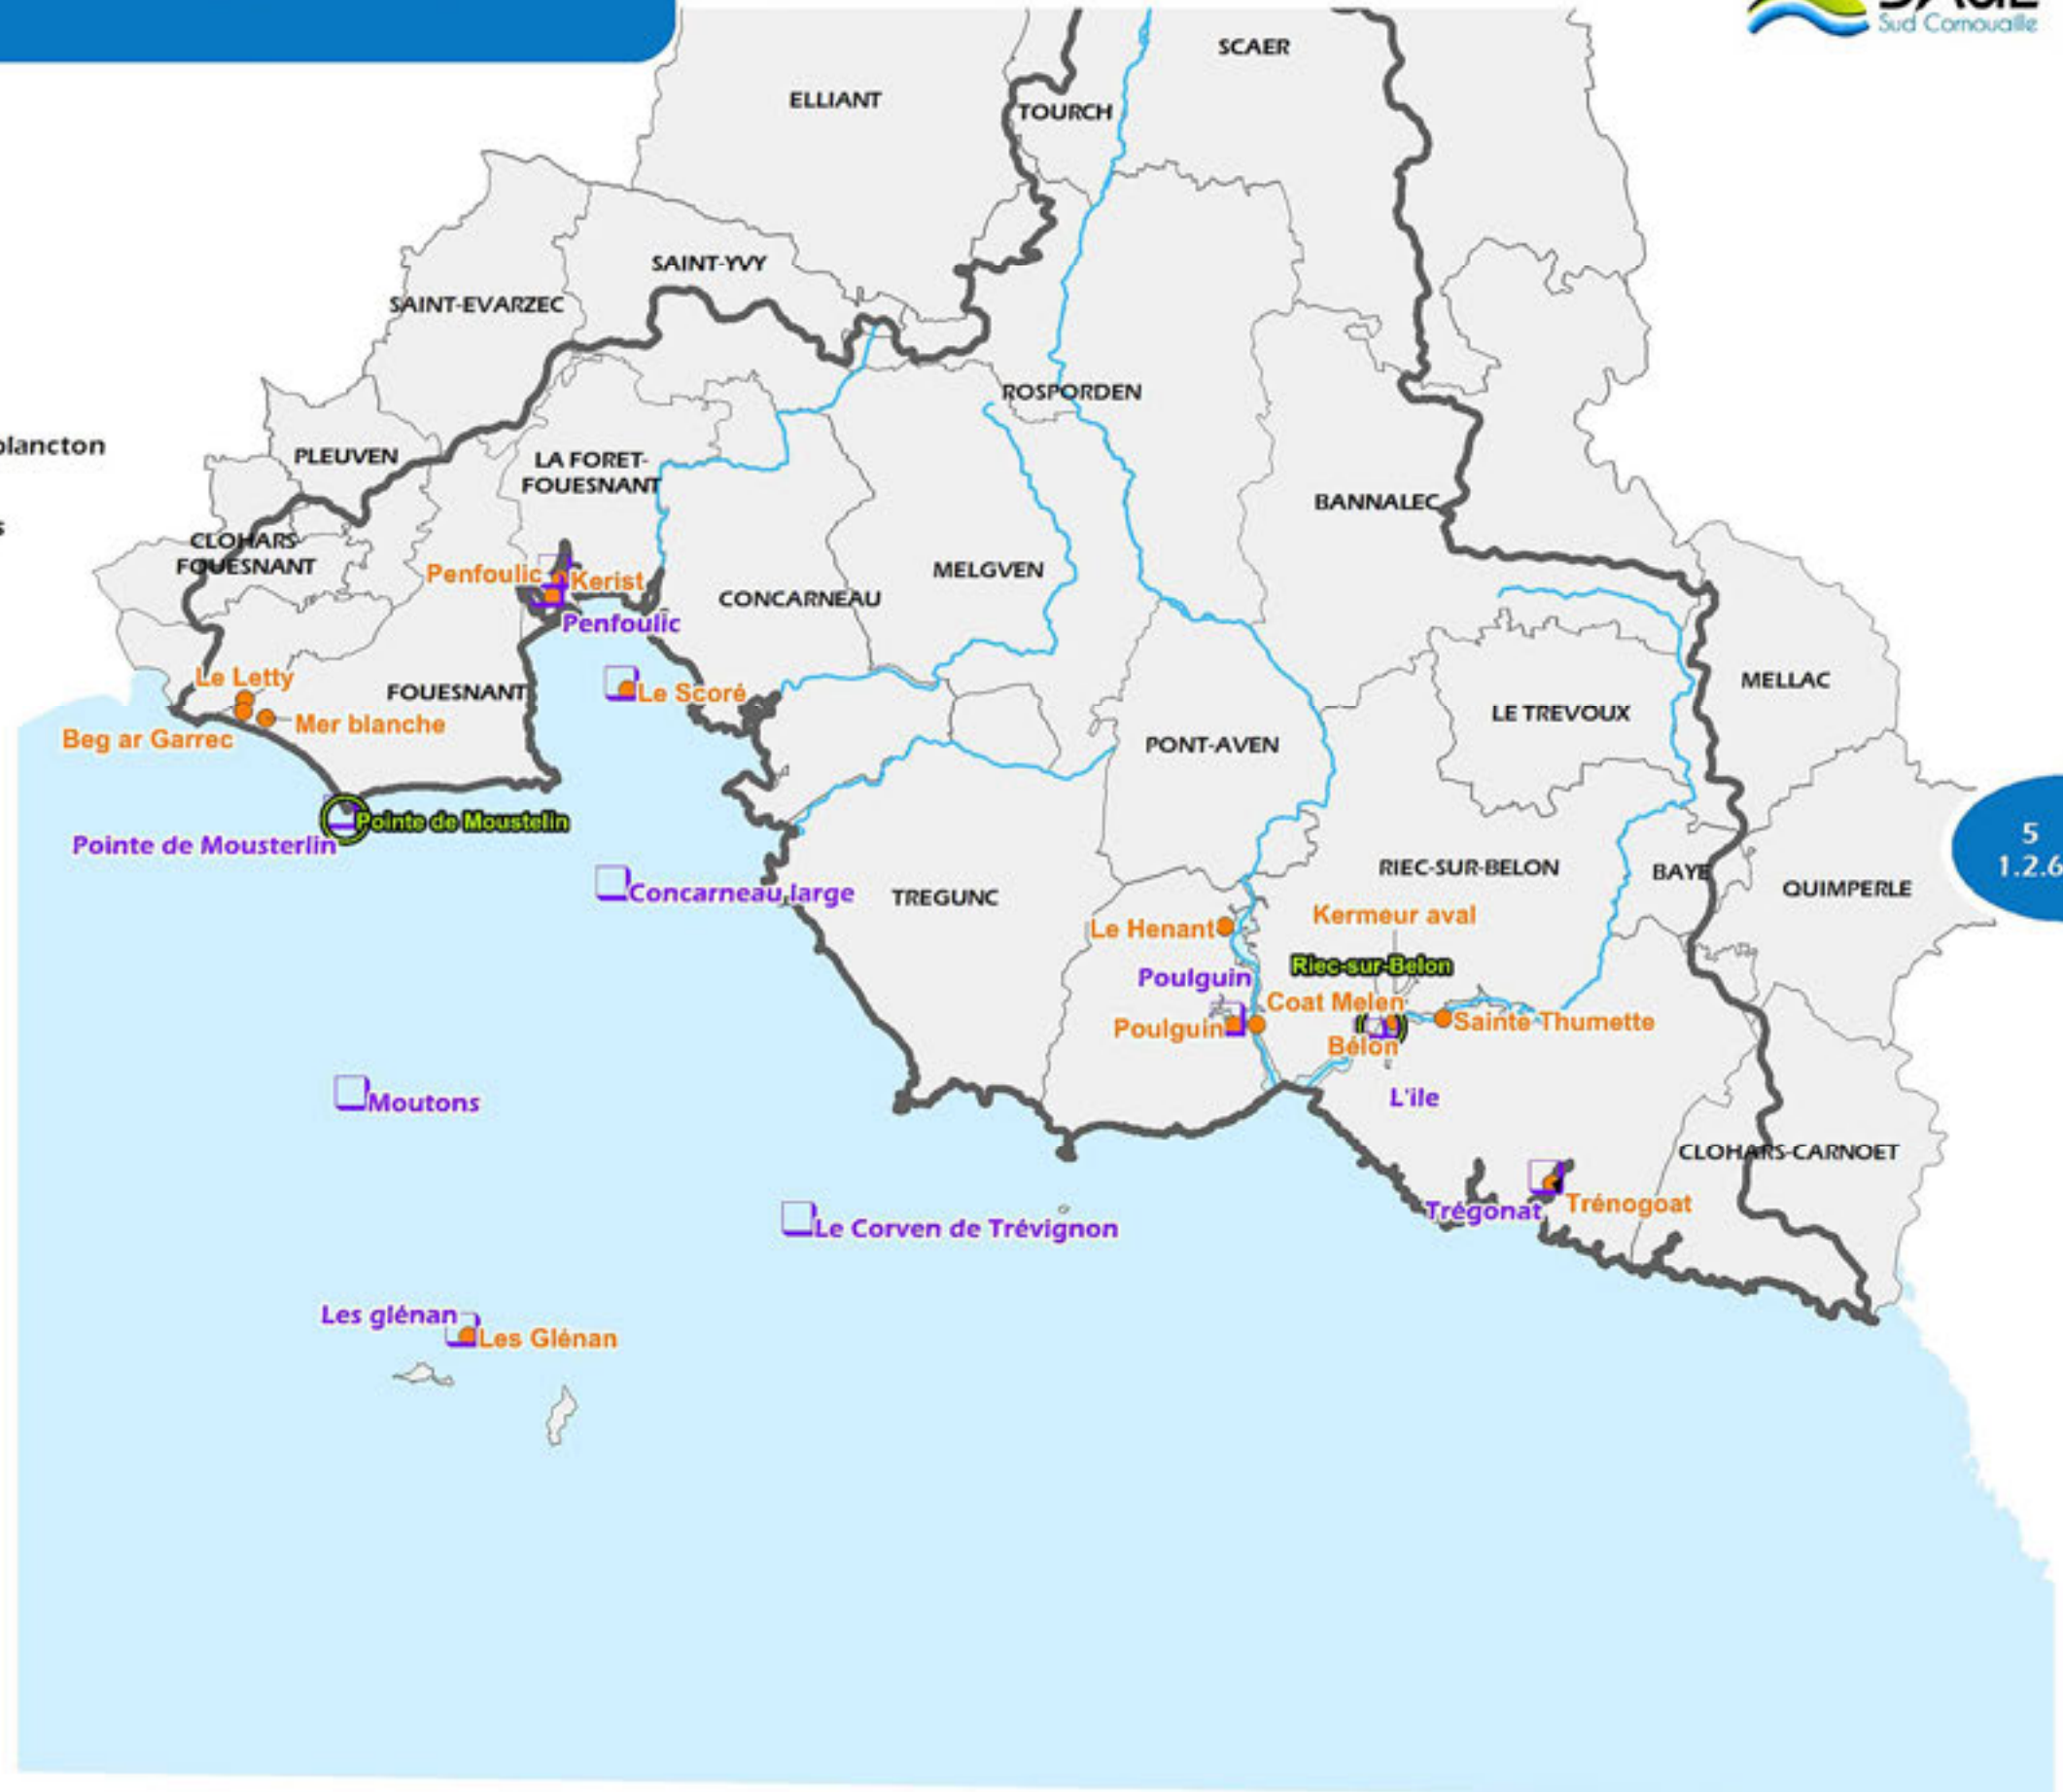 Sud Cornouaille
SCAER
ELLIANT
TOURCH
SAINT-YVY
SAINT-EVARZEC
ROSPORDEN
plancton
PLEUVEN
LA FORET-
FOUESNANT
BANNALEC
s
CLOHARS-
FOUESNANT
MELGVEN
Penfoulic
Kerist
CONCARNEAU
Penfoulic
Le Letty
FOUESNANT
Le Scoré
MELLAC
LE TREVOUX
Mer blanche
Beg ar Garrec
PONT-AVEN
Pointe de Moustelin
Pointe de Mousterlin
5
1.2.6
RIEC-SUR-BELON
BAYE
QUIMPERLE
Concarneau large
TREGUNC
Kermeur aval
Le Henant
Riec-sur-Belon
Poulguin
Coat Melen
Poulguin
Sainte Thumette
Bélon
L'ile
Moutons
CLOHARS-CARNOET
Trénogoat
Trégonat
Le Corven de Trévignon
Les glénan
Les Glénan